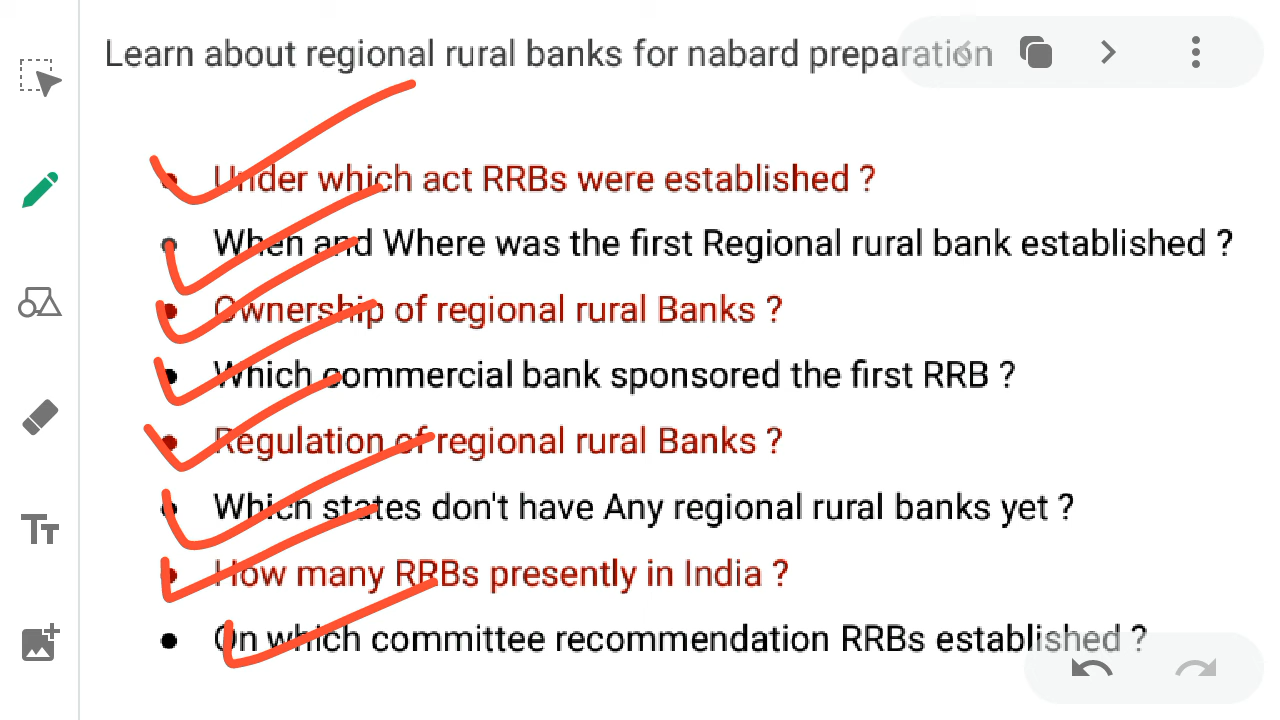 Learn about regional rural banks for nabard preparation
Under which act RRBs were established ?
When and Where was the first Regional rural bank established ?
Ownership of regional rural Banks ?
Which commercial bank sponsored the first RRB ?
Regulation of regional rural Banks ?
Which states don't have Any regional rural banks yet ?
How many RRBs presently in India ?
On which committee recommendation RRBs established ?